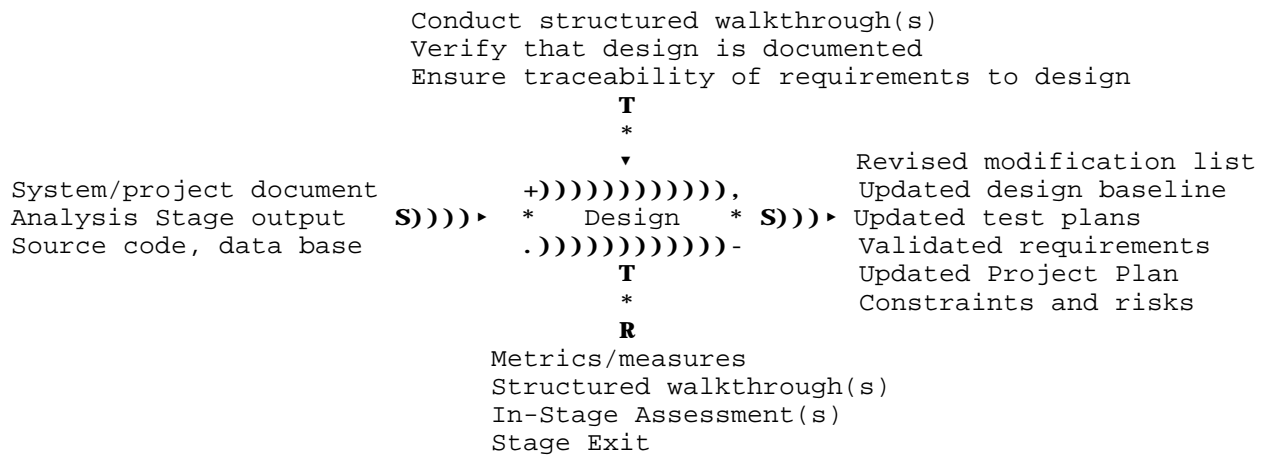 Conduct structured walkthrough(s)
Verify that design is documented
Ensure traceability of requirements to design
T
*
▼ Revised modification list
System/project document +)))))))))))), Updated design baseline
Analysis Stage output S))))► * Design * S)))► Updated test plans
Source code, data base .))))))))))))- Validated requirements
T Updated Project Plan
* Constraints and risks
R
Metrics/measures
Structured walkthrough(s)
In-Stage Assessment(s)
Stage Exit